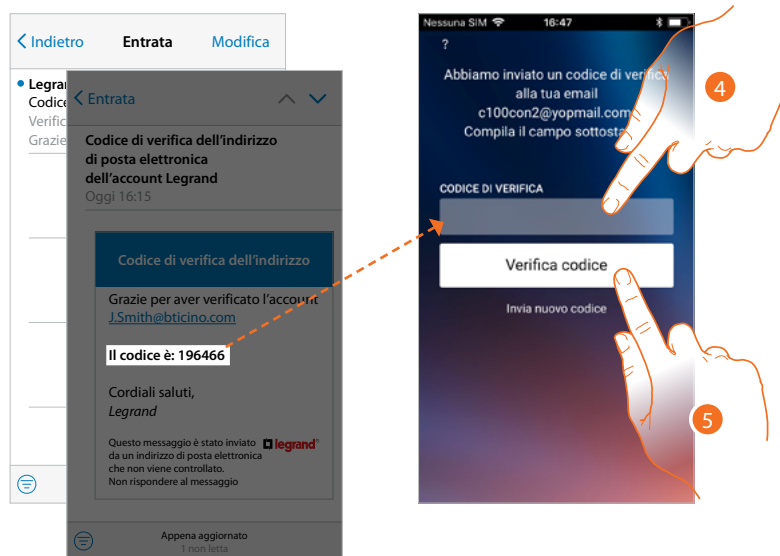 Indietro Entrata Modifica
Legra
Codice
Verific
Grazie
Entrata
Codice di verifica dell'indirizzo
di posta elettronica
dell'account Legrand
Oggi 16:15
Codice di verifica dell'indirizzo
Grazie per aver verificato l'account
J.Smith@bticino.com
Il codice è: 196466
Cordiali saluti,
Legrand
Questo messaggio è stato inviato
da un indirizzo di posta elettronica
che non viene controllato.
Non rispondere al messaggio
legrand®
Appena aggiornato
1 non letta
Nessuna SIM 16:47
?
Abbiamo inviato un codice di verifica
alla tua email
c100con2@yopmail.com
Compila il campo sottosta
CODICE DI VERIFICA
Verifica codice
Invia nuovo codice
4
5